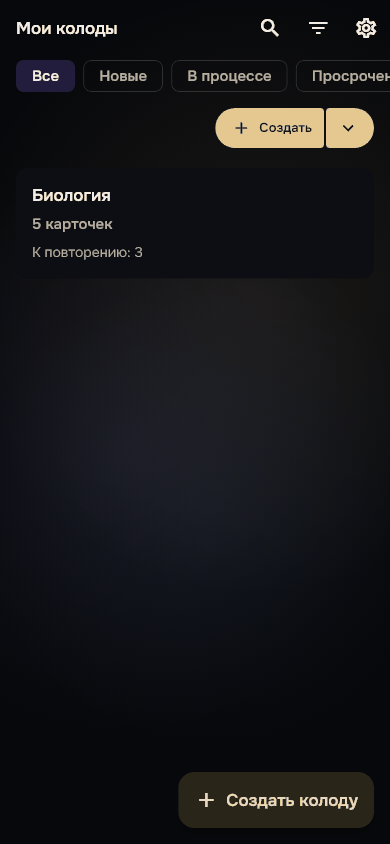 Мои колоды
Все
Новые
В процессе
Просрочен
Создать
Биология
5 карточек
К повторению: 3
Создать колоду